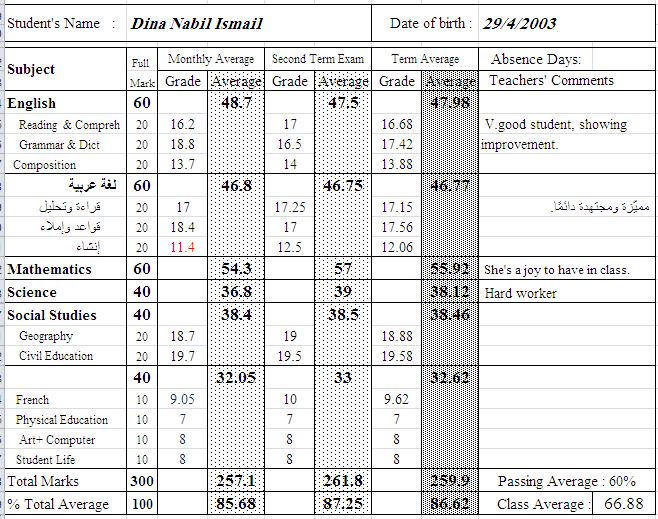 Student's Name : Dina Nabil Ismail Date of birth : 29/4/2003
Subject Full Mark Monthly Average Second Term Exam Term Average Absence Days:
Grade Average Grade Average Grade Average Teachers' Comments
English 60 48.7 47.5 47.98
Reading & Compreh 20 16.2 17 16.68 V.good student, showing
Grammar & Dict 20 18.8 16.5 17.42 improvement.
Composition 20 13.7 14 13.88
لغة عربية 60 46.8 46.75 46.77
قراءة وتحليل 20 17 17.25 17.15 مميّزة ومجتهدة دائمًا.
قواعد وإملاء 20 18.4 17 17.56
إنشاء 20 11.4 12.5 12.06
Mathematics 60 54.3 57 55.92 She's a joy to have in class.
Science 40 36.8 39 38.12 Hard worker
Social Studies 40 38.4 38.5 38.46
Geography 20 18.7 19 18.88
Civil Education 20 19.7 19.5 19.58
40 32.05 33 32.62
French 10 9.05 10 9.62
Physical Education 10 7 7 7
Art+ Computer 10 8 8 8
Student Life 10 8 8 8
Total Marks 300 257.1 261.8 259.9 Passing Average : 60%
% Total Average 100 85.68 87.25 86.62 Class Average : 66.88